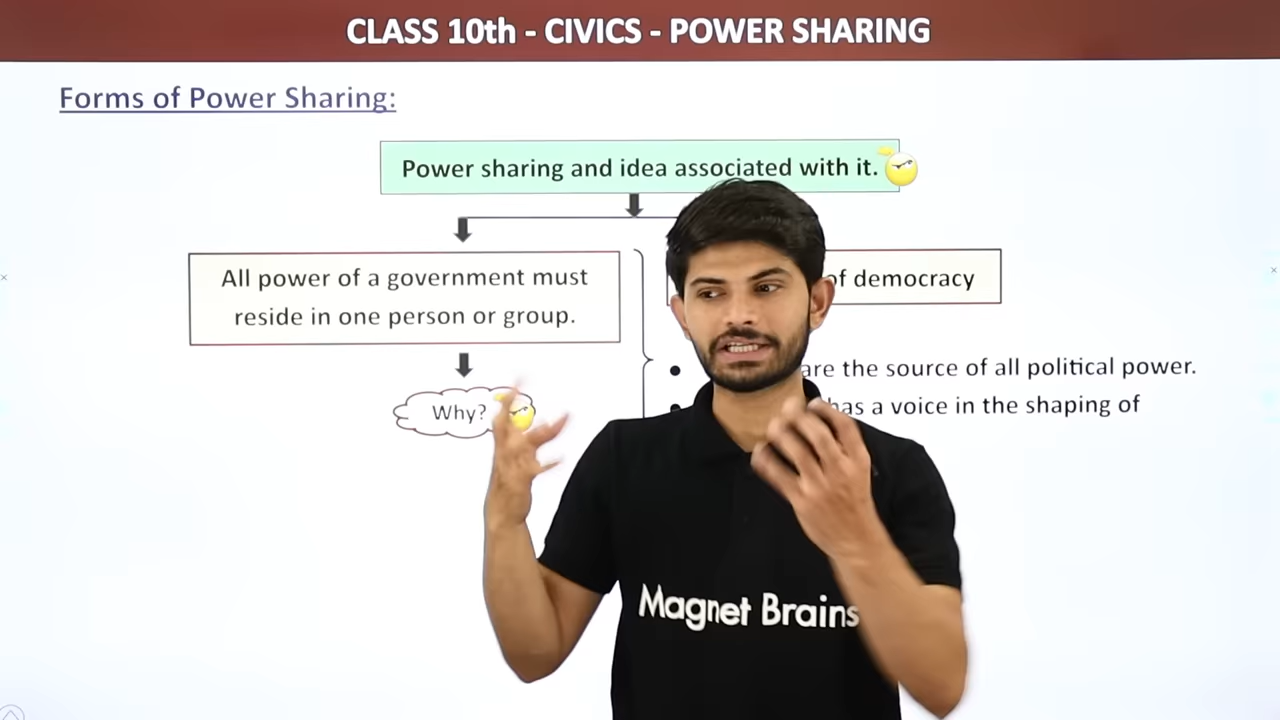 CLASS 10th - CIVICS - POWER SHARING
Forms of Power Sharing:
Power sharing and idea associated with it.
All power of a government must
reside in one person or group.
of democracy
Why?
are the source of all political power.
has a voice in the shaping of
Magnet Brains